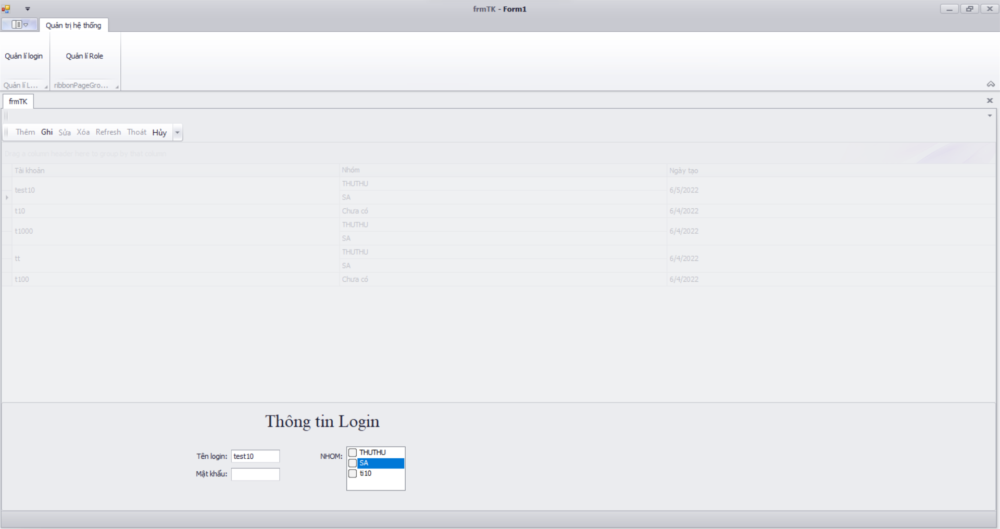 frmTK - Form1
Quản trị hệ thống
Quản lí login
Quản lí Role
Quản lí L...
ribbonPageGro...
frmTK
Thêm Ghi Sửa Xóa Refresh Thoát Hủy
Drag a column header here to group by that column
Tài khoản Nhóm Ngày tạo
test10 THUTHU 6/5/2022
SA
t10 Chưa có 6/4/2022
t1000 THUTHU 6/4/2022
SA
tt THUTHU 6/4/2022
SA
t100 Chưa có 6/4/2022
Thông tin Login
Tên login: test10
Mật khẩu:
NHOM:
THUTHU
SA
ti10